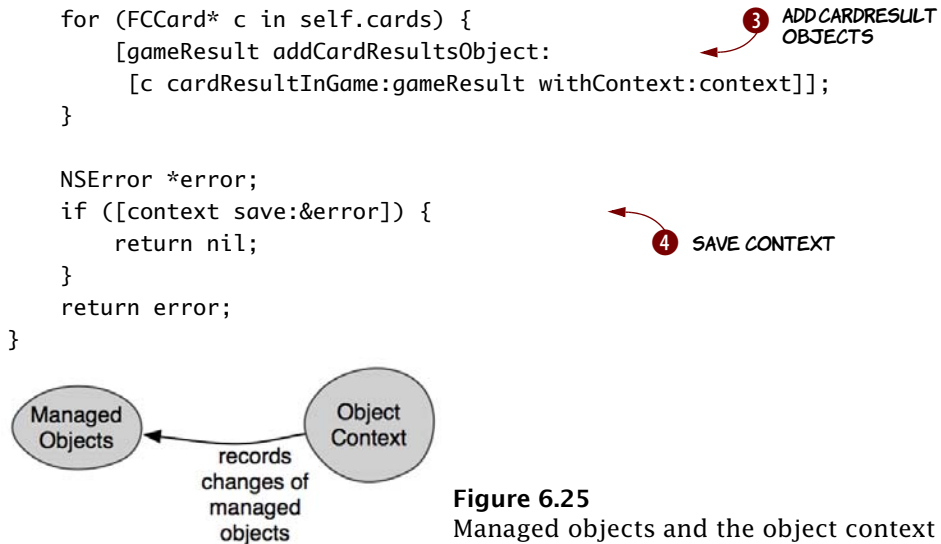 for (FCCard* c in self.cards) {
[gameResult addCardResultsObject:
[c cardResultInGame:gameResult withContext:context]];
}
3 ADD CARDRESULT
OBJECTS
NSError *error;
if ([context save:&error]) {
return nil;
4 SAVE CONTEXT
}
return error;
}
Managed
Objects
Object
Context
records
changes of
managed
objects
Figure 6.25
Managed objects and the object context